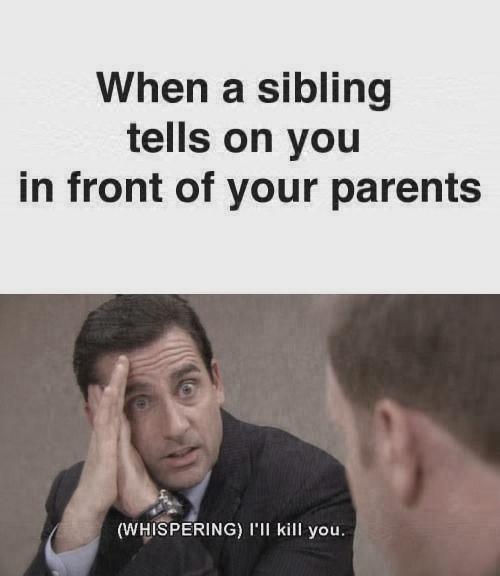 When a sibling
tells on you
in front of your parents
(WHISPERING) I'll kill you.